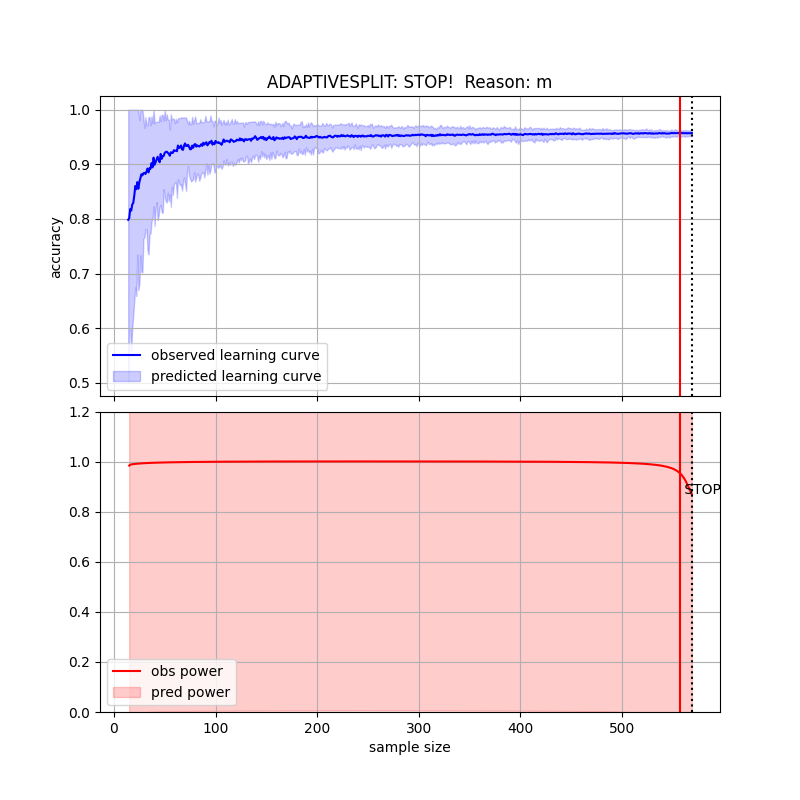 ADAPTIVESPLIT: STOP!  Reason: m
1.0
0.9
0.8
0.7
0.6
0.5
accuracy
observed learning curve
predicted learning curve
1.2
1.0
0.8
0.6
0.4
0.2
0.0
STOP
obs power
pred power
0 100 200 300 400 500
sample size